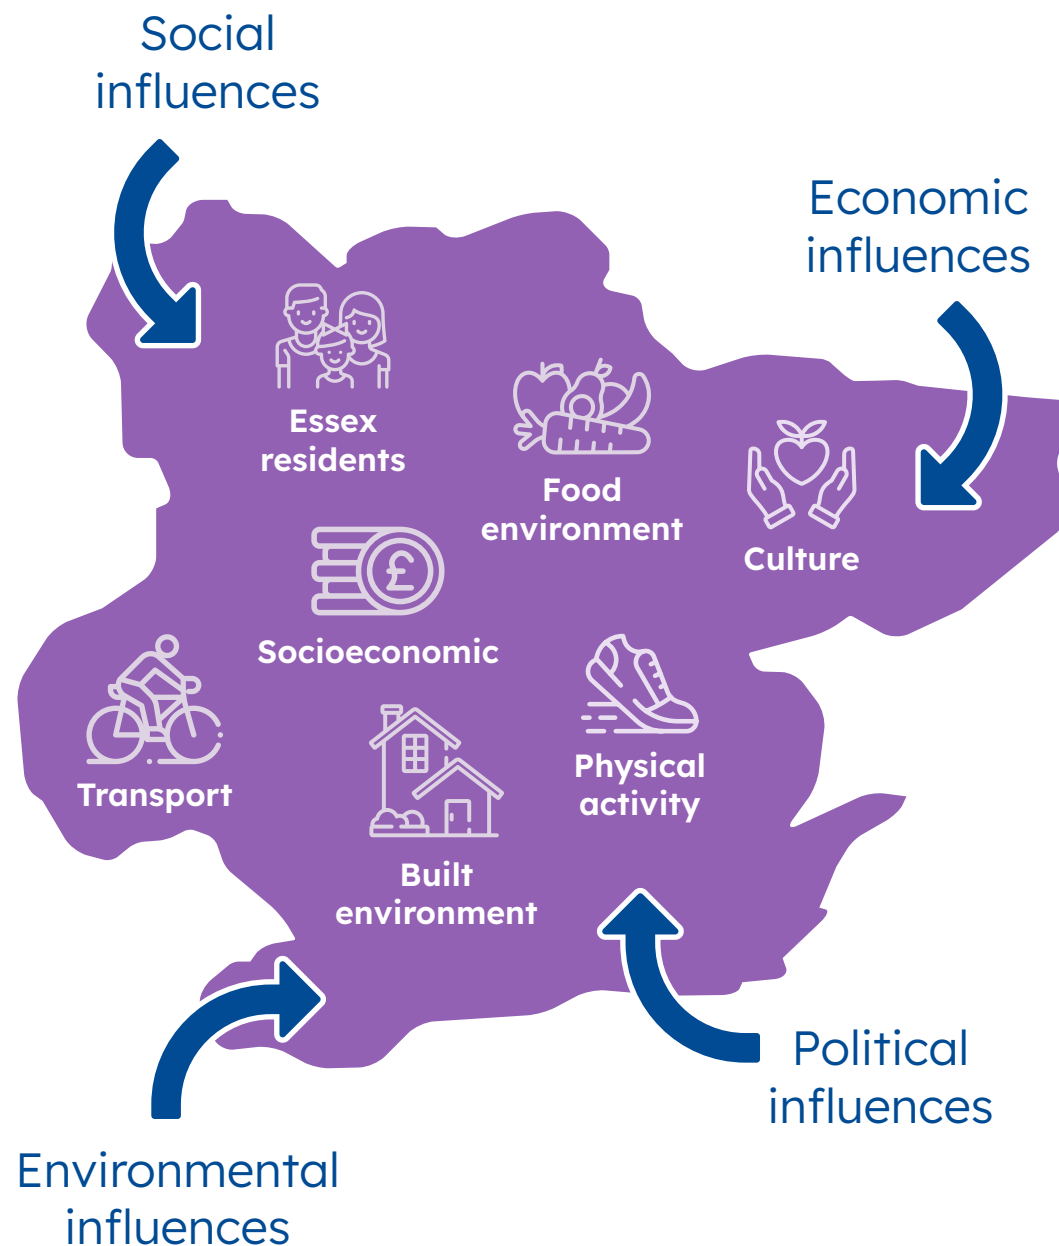 Social
influences
Economic
influences
Essex
residents
Food
environment
Culture
£
Socioeconomic
Transport
Physical
activity
Built
environment
Political
influences
Environmental
influences